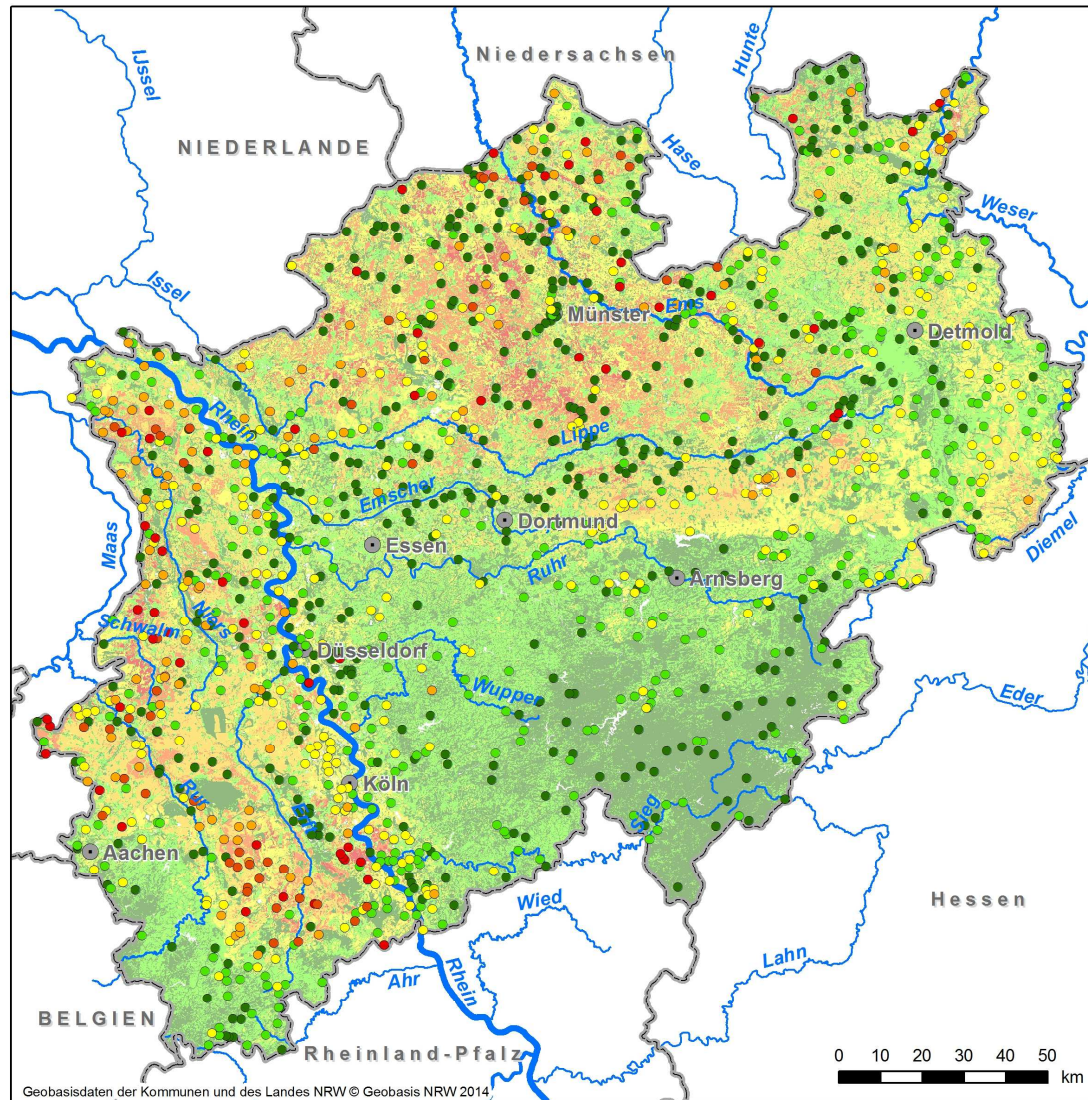 IJssel
Niedersachsen
Hunte
NIEDERLANDE
Hase
Weser
Issel
Ems
Münster
Detmold
Rhein
Lippe
Emscher
Dortmund
Essen
Ruhr
Arnsberg
Diemel
Maas
Niers
Schwalm
Düsseldorf
Wupper
Eder
Köln
Rur
Erft
Sieg
Aachen
Wied
Hessen
Lahn
Rhein
Ahr
BELGIEN
Rheinland-Pfalz
0 10 20 30 40 50
km
Geobasisdaten der Kommunen und des Landes NRW © Geobasis NRW 2014